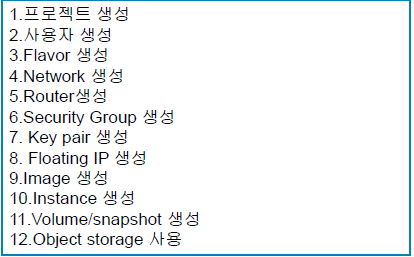 1.프로젝트 생성
2.사용자 생성
3.Flavor 생성
4.Network 생성
5.Router생성
6.Security Group 생성
7. Key pair 생성
8. Floating IP 생성
9.Image 생성
10.Instance 생성
11.Volume/snapshot 생성
12.Object storage 사용